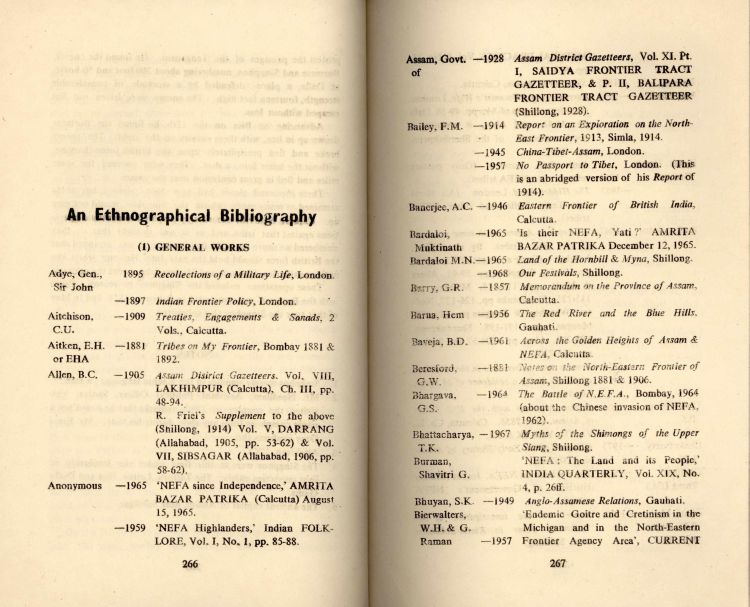 An Ethnographical Bibliography
(1) GENERAL WORKS
Adye, Gen., 1895 Recollections of a Military Life, London.
Sir John
—1897 Indian Frontier Policy, London.
Aitchison, —1909 Treaties, Engagements & Sanads, 2
C.U. Vols., Calcutta.
Aitken, E.H. —1881 Tribes on My Frontier, Bombay 1881 &
or EHA 1892.
Allen, B.C. —1905 Assam District Gazetteers. Vol. VIII,
LAKHIMPUR (Calcutta), Ch. III, pp.
48-94.
R. Friel's Supplement to the above
(Shillong, 1914) Vol. V, DARRANG
(Allahabad, 1905, pp. 53-62) & Vol.
VII, SIBSAGAR (Allahabad, 1906, pp.
58-62).
Anonymous —1965 'NEFA since Independence,' AMRITA
BAZAR PATRIKA (Calcutta) August
15, 1965.
—1959 'NEFA Highlanders,' Indian FOLK-
LORE, Vol. I, No. 1, pp. 85-88.
266
Assam, Govt. —1928 Assam District Gazetteers, Vol. XI. Pt.
of I, SAIDYA FRONTIER TRACT
GAZETTEER, & P. II, BALIPARA
FRONTIER TRACT GAZETTEER
(Shillong, 1928).
Bailey, F.M. —1914 Report on an Exploration on the North-
East Frontier, 1913, Simla, 1914.
—1945 China-Tibet-Assam, London.
—1957 No Passport to Tibet, London. (This
is an abridged version of his Report of
1914).
Banerjee, A.C. —1946 Eastern Frontier of British India,
Calcutta.
Bardaloi, —1965 'Is their NEFA, Yati?' AMRITA
Muktinath BAZAR PATRIKA December 12, 1965.
Bardaloi M.N.—1965 Land of the Hornbill & Myna, Shillong.
—1968 Our Festivals, Shillong.
Barry, G.R. —1857 Memorandum on the Province of Assam,
Calcutta.
Barua, Hem —1956 The Red River and the Blue Hills,
Gauhati.
Baveja, B.D. —1961 Across the Golden Heights of Assam &
NEFA, Calcutta.
Beresford, —1881 Notes on the North-Eastern Frontier of
G.W. Assam, Shillong 1881 & 1906.
Bhargava, —1964 The Battle of N.E.F.A., Bombay, 1964
G.S. (about the Chinese invasion of NEFA,
1962).
Bhattacharya, —1967 Myths of the Shimongs of the Upper
T.K. Siang, Shillong.
Burman, 'NEFA : The Land and its People,'
Shavitri G. INDIA QUARTERLY, Vol. XIX, No.
4, p. 26ff.
Bhuyan, S.K. —1949 Anglo-Assamese Relations, Gauhati.
Bierwalters, 'Endemic Goitre and Cretinism in the
W.H. & G. Michigan and in the North-Eastern
Raman —1957 Frontier Agency Area', CURRENT
267